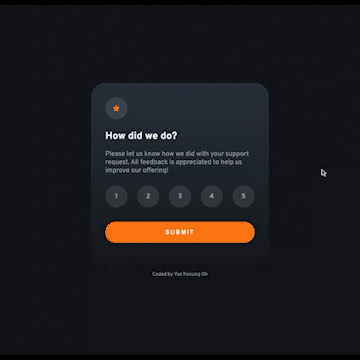 How did we do?
Please let us know how we did with your support
request. All feedback is appreciated to help us
improve our offering!
1 2 3 4 5
SUBMIT
Coded by Yoo Heeung Oh